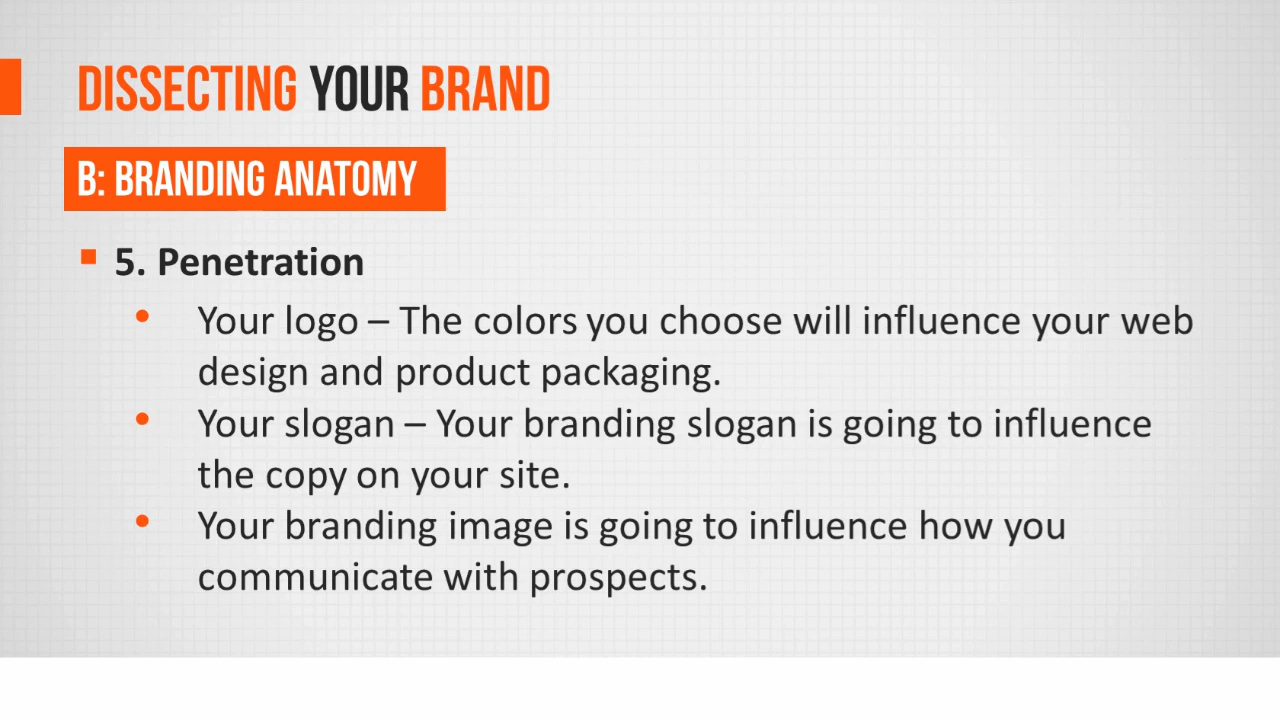 DISSECTING YOUR BRAND
B: BRANDING ANATOMY
5. Penetration
Your logo – The colors you choose will influence your web
design and product packaging.
Your slogan – Your branding slogan is going to influence
the copy on your site.
Your branding image is going to influence how you
communicate with prospects.